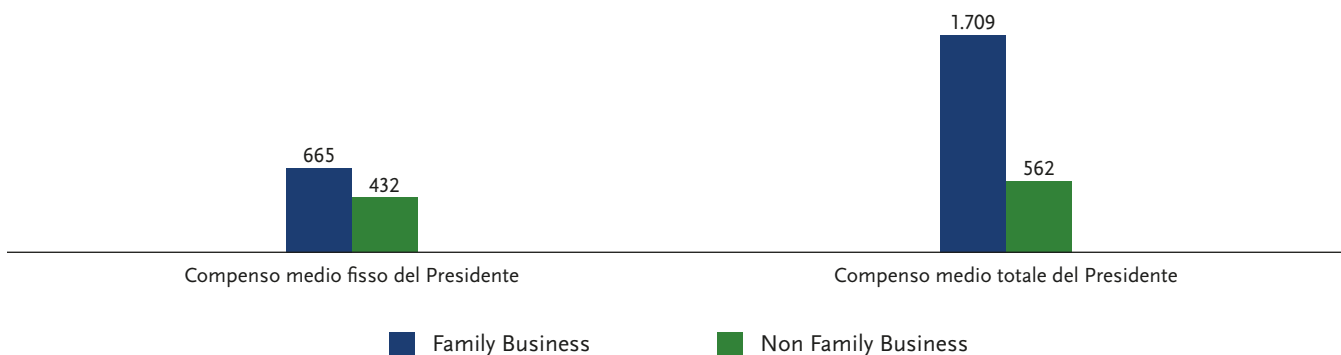 1.709
665
432
562
Compenso medio fisso del Presidente
Compenso medio totale del Presidente
Family Business
Non Family Business